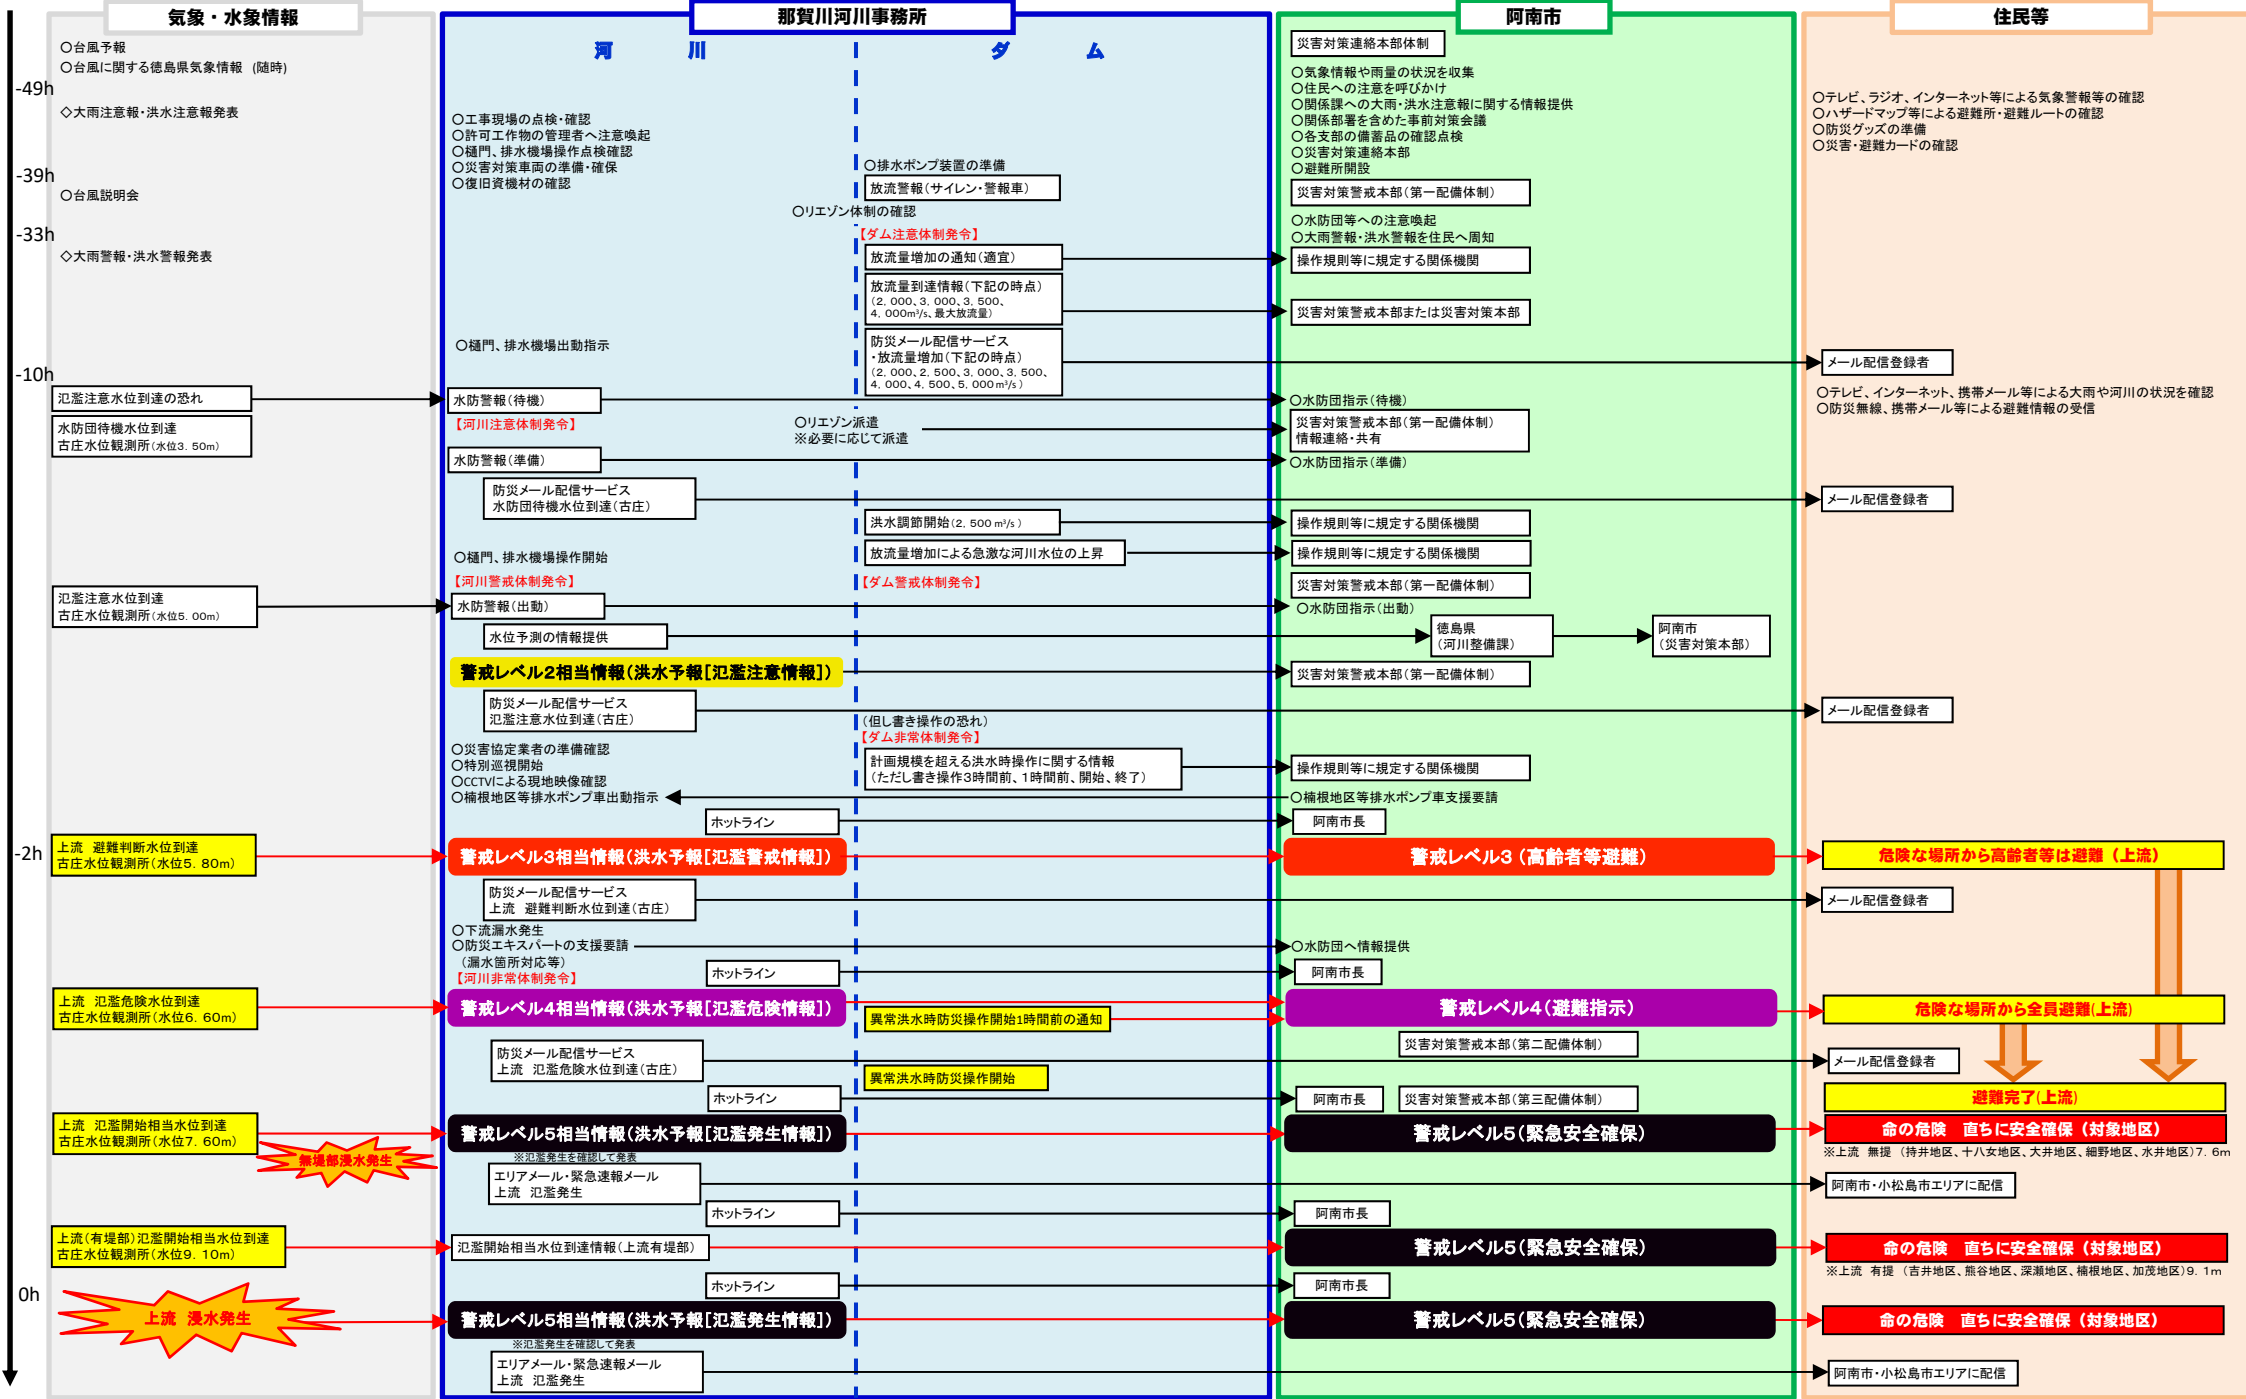 気象・水象情報
那賀川河川事務所
阿南市
住民等
-49h
-39h
-33h
-10h
-2h
0h
○台風予報
○台風に関する徳島県気象情報 (随時)
◇大雨注意報・洪水注意報発表
○台風説明会
◇大雨警報・洪水警報発表
氾濫注意水位到達の恐れ
水防団待機水位到達
古庄水位観測所(水位3．50m)
氾濫注意水位到達
古庄水位観測所(水位5．00m)
上流 避難判断水位到達
古庄水位観測所(水位5．80m)
上流 氾濫危険水位到達
古庄水位観測所(水位6．60m)
上流 氾濫開始相当水位到達
古庄水位観測所(水位7．60m)
無堤部浸水発生
上流(有堤部)氾濫開始相当水位到達
古庄水位観測所(水位9．10m)
上流 浸水発生
河 川
ダ ム
○工事現場の点検・確認
○許可工作物の管理者へ注意喚起
○樋門、排水機場操作点検確認
○災害対策車両の準備・確保
○復旧資機材の確認
○排水ポンプ装置の準備
放流警報(サイレン・警報車)
○リエゾン体制の確認
【ダム注意体制発令】
放流量増加の通知(適宜)
放流量到達情報(下記の時点)
(2，000、3，000、3，500、
4，000m³/s、最大放流量)
○樋門、排水機場出動指示
防災メール配信サービス
・放流量増加(下記の時点)
(2，000、2，500、3，000、3，500、
4，000、4，500、5，000m³/s)
水防警報(待機)
【河川注意体制発令】
○リエゾン派遣
※必要に応じて派遣
水防警報(準備)
防災メール配信サービス
水防団待機水位到達(古庄)
洪水調節開始(2，500m³/s)
放流量増加による急激な河川水位の上昇
○樋門、排水機場操作開始
【河川警戒体制発令】
【ダム警戒体制発令】
水防警報(出動)
水位予測の情報提供
警戒レベル2相当情報(洪水予報[氾濫注意情報])
防災メール配信サービス
氾濫注意水位到達(古庄)
(但し書き操作の恐れ)
【ダム非常体制発令】
○災害協定業者の準備確認
○特別巡視開始
○CCTVによる現地映像確認
○楠根地区等排水ポンプ車出動指示
計画規模を超える洪水時操作に関する情報
(ただし書き操作3時間前、1時間前、開始、終了)
ホットライン
警戒レベル3相当情報(洪水予報[氾濫警戒情報])
防災メール配信サービス
上流 避難判断水位到達(古庄)
○下流漏水発生
○防災エキスパートの支援要請
(漏水箇所対応等)
【河川非常体制発令】
ホットライン
警戒レベル4相当情報(洪水予報[氾濫危険情報])
異常洪水時防災操作開始1時間前の通知
防災メール配信サービス
上流 氾濫危険水位到達(古庄)
異常洪水時防災操作開始
ホットライン
警戒レベル5相当情報(洪水予報[氾濫発生情報])
※氾濫発生を確認して発表
エリアメール・緊急速報メール
上流 氾濫発生
ホットライン
氾濫開始相当水位到達情報(上流有堤部)
ホットライン
警戒レベル5相当情報(洪水予報[氾濫発生情報])
※氾濫発生を確認して発表
エリアメール・緊急速報メール
上流 氾濫発生
災害対策連絡本部体制
○気象情報や雨量の状況を収集
○住民への注意を呼びかけ
○関係課への大雨・洪水注意報に関する情報提供
○関係部署を含めた事前対策会議
○各支部の備蓄品の確認点検
○災害対策連絡本部
○避難所開設
災害対策警戒本部(第一配備体制)
○水防団等への注意喚起
○大雨警報・洪水警報を住民へ周知
操作規則等に規定する関係機関
災害対策警戒本部または災害対策本部
○水防団指示(待機)
災害対策警戒本部(第一配備体制)
情報連絡・共有
○水防団指示(準備)
操作規則等に規定する関係機関
操作規則等に規定する関係機関
災害対策警戒本部(第一配備体制)
○水防団指示(出動)
徳島県
(河川整備課)
阿南市
(災害対策本部)
災害対策警戒本部(第一配備体制)
操作規則等に規定する関係機関
○楠根地区等排水ポンプ車支援要請
阿南市長
警戒レベル3(高齢者等避難)
○水防団へ情報提供
阿南市長
警戒レベル4(避難指示)
災害対策警戒本部(第二配備体制)
阿南市長
災害対策警戒本部(第三配備体制)
警戒レベル5(緊急安全確保)
阿南市長
警戒レベル5(緊急安全確保)
阿南市長
警戒レベル5(緊急安全確保)
○テレビ、ラジオ、インターネット等による気象警報等の確認
○ハザードマップ等による避難所・避難ルートの確認
○防災グッズの準備
○災害・避難カードの確認
メール配信登録者
○テレビ、インターネット、携帯メール等による大雨や河川の状況を確認
○防災無線、携帯メール等による避難情報の受信
メール配信登録者
メール配信登録者
危険な場所から高齢者等は避難(上流)
メール配信登録者
危険な場所から全員避難(上流)
メール配信登録者
避難完了(上流)
命の危険 直ちに安全確保(対象地区)
※上流 無提 (持井地区、十八女地区、大井地区、細野地区、水井地区)7．6m
阿南市・小松島市エリアに配信
命の危険 直ちに安全確保(対象地区)
※上流 有提 (吉井地区、熊谷地区、深瀬地区、楠根地区、加茂地区)9．1m
命の危険 直ちに安全確保(対象地区)
阿南市・小松島市エリアに配信